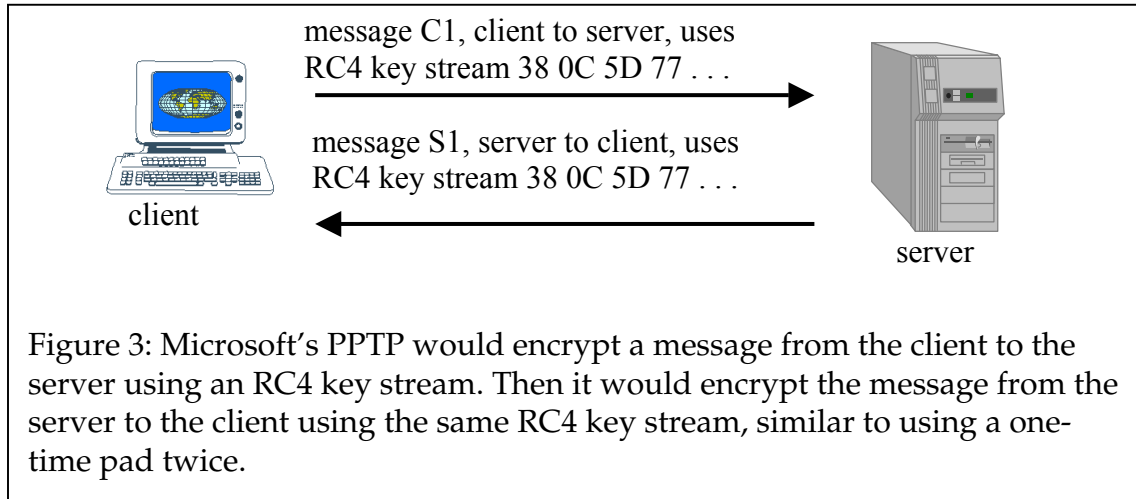 message C1, client to server, uses
RC4 key stream 38 0C 5D 77 . . .
message S1, server to client, uses
RC4 key stream 38 0C 5D 77 . . .
client
server
Figure 3: Microsoft’s PPTP would encrypt a message from the client to the
server using an RC4 key stream. Then it would encrypt the message from the
server to the client using the same RC4 key stream, similar to using a one-
time pad twice.